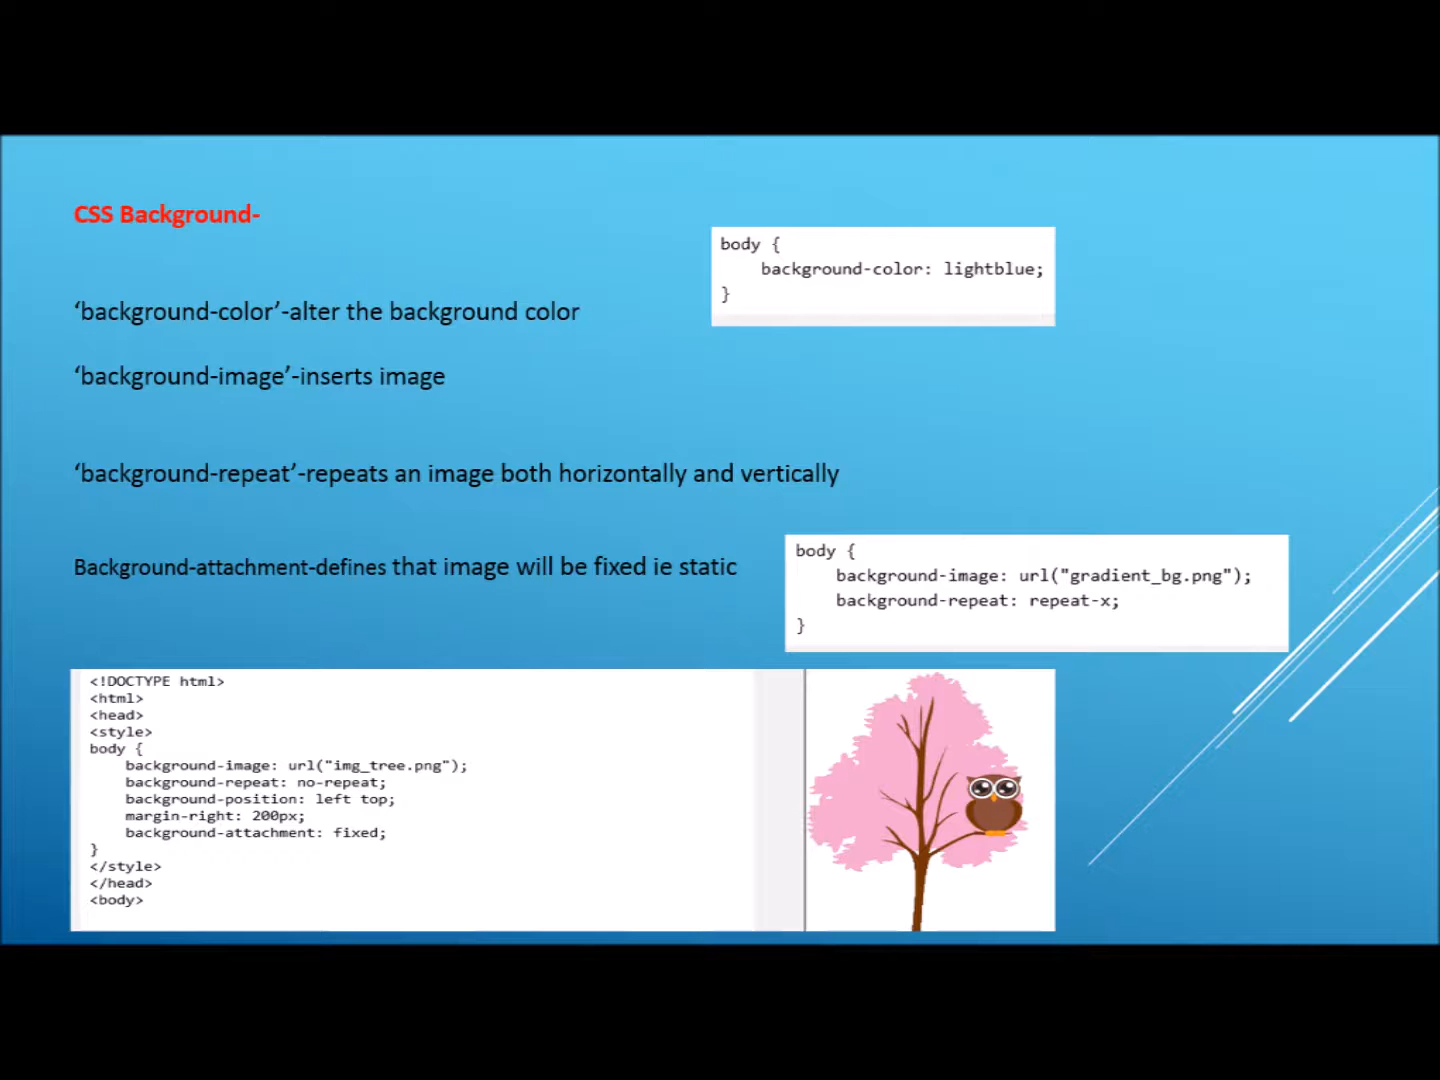 CSS Background-
body {
background-color: lightblue;
}
‘background-color’-alter the background color
‘background-image’-inserts image
‘background-repeat’-repeats an image both horizontally and vertically
Background-attachment-defines that image will be fixed ie static
body {
background-image: url("gradient_bg.png");
background-repeat: repeat-x;
}
<!DOCTYPE html>
<html>
<head>
<style>
body {
background-image: url("img_tree.png");
background-repeat: no-repeat;
background-position: left top;
margin-right: 200px;
background-attachment: fixed;
}
</style>
</head>
<body>